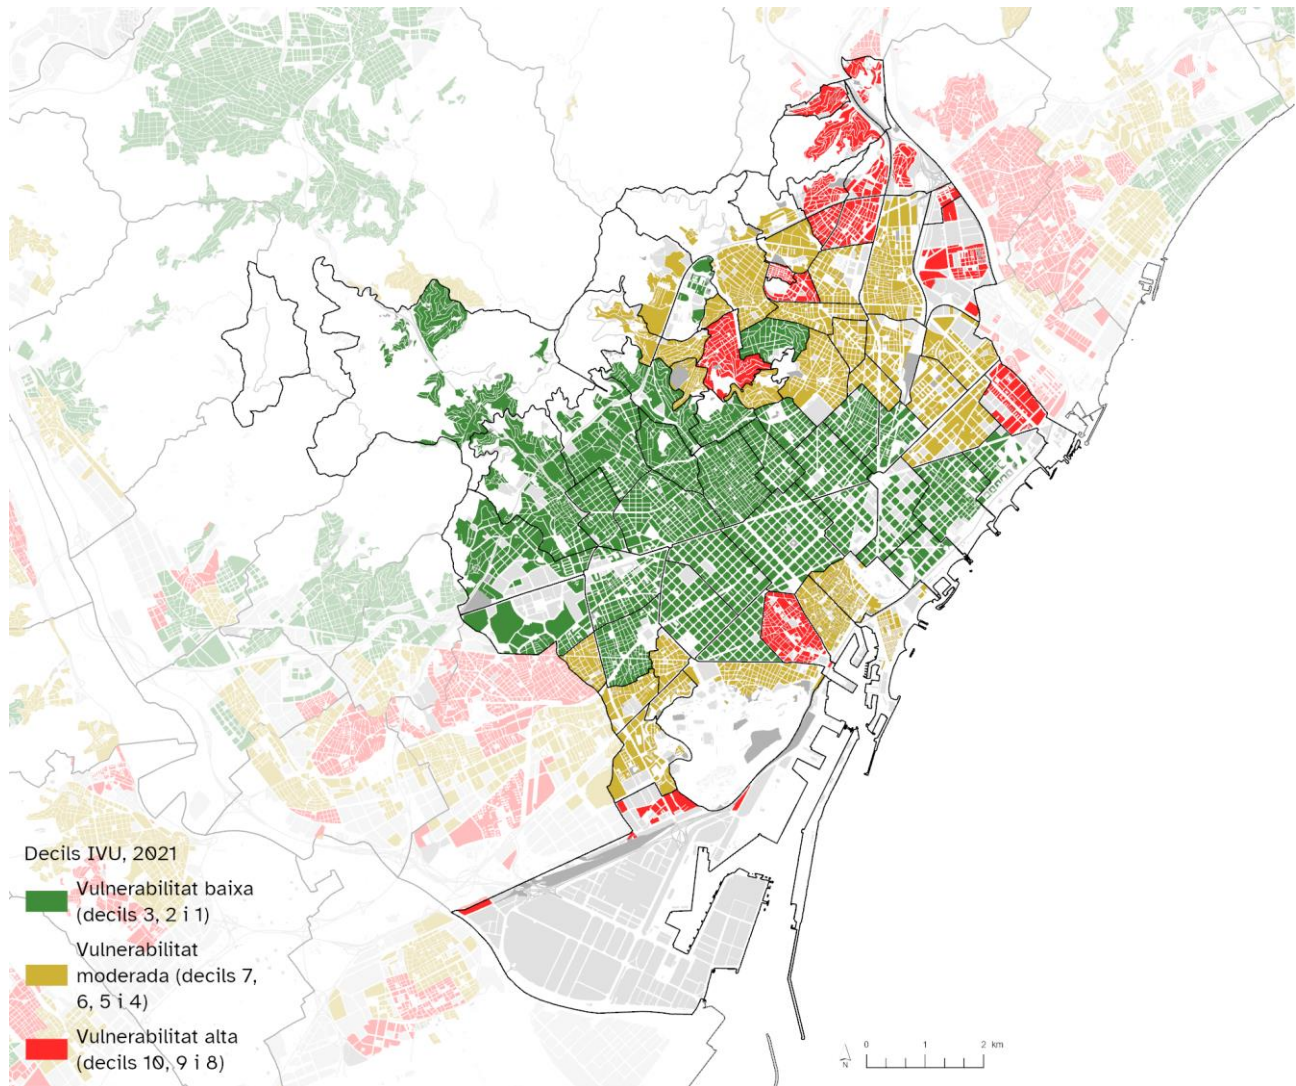 Decils IVU, 2021
Vulnerabilitat baixa
(decils 3, 2 i 1)
Vulnerabilitat
moderada (decils 7,
6, 5 i 4)
Vulnerabilitat alta
(decils 10, 9 i 8)
N
0 1 2 km